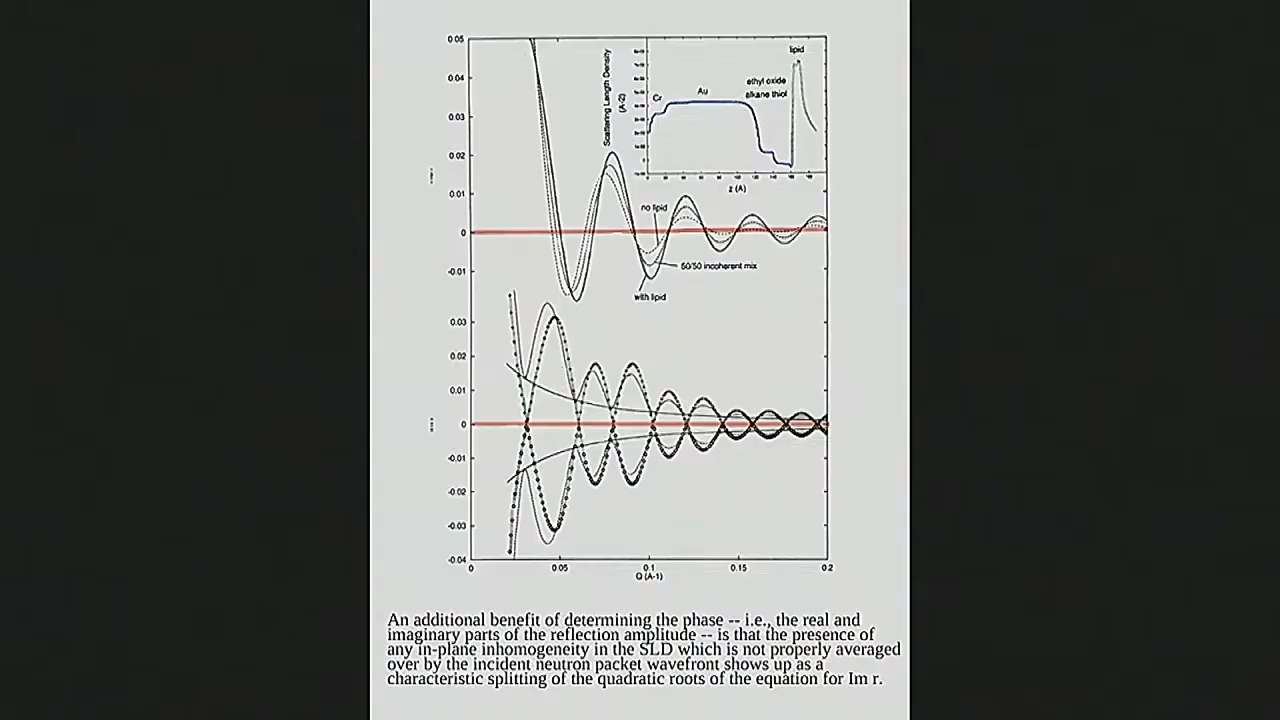 lipid
0.05
Scattering Length Density
(A-2)
ethyl oxide
Au
Cr
alkane thiol
0.04
0.03
0.02
z (A)
0.01
no lipid
0
50/50 incoherent mix
-0.01
with lipid
0.03
0.02
0.01
0
-0.01
-0.02
-0.03
-0.04
0
0.05
0.1
0.15
0.2
Q (A-1)
An additional benefit of determining the phase -- i.e., the real and
imaginary parts of the reflection amplitude -- is that the presence of
any in-plane inhomogeneity in the SLD which is not properly averaged
over by the incident neutron packet wavefront shows up as a
characteristic splitting of the quadratic roots of the equation for Im r.